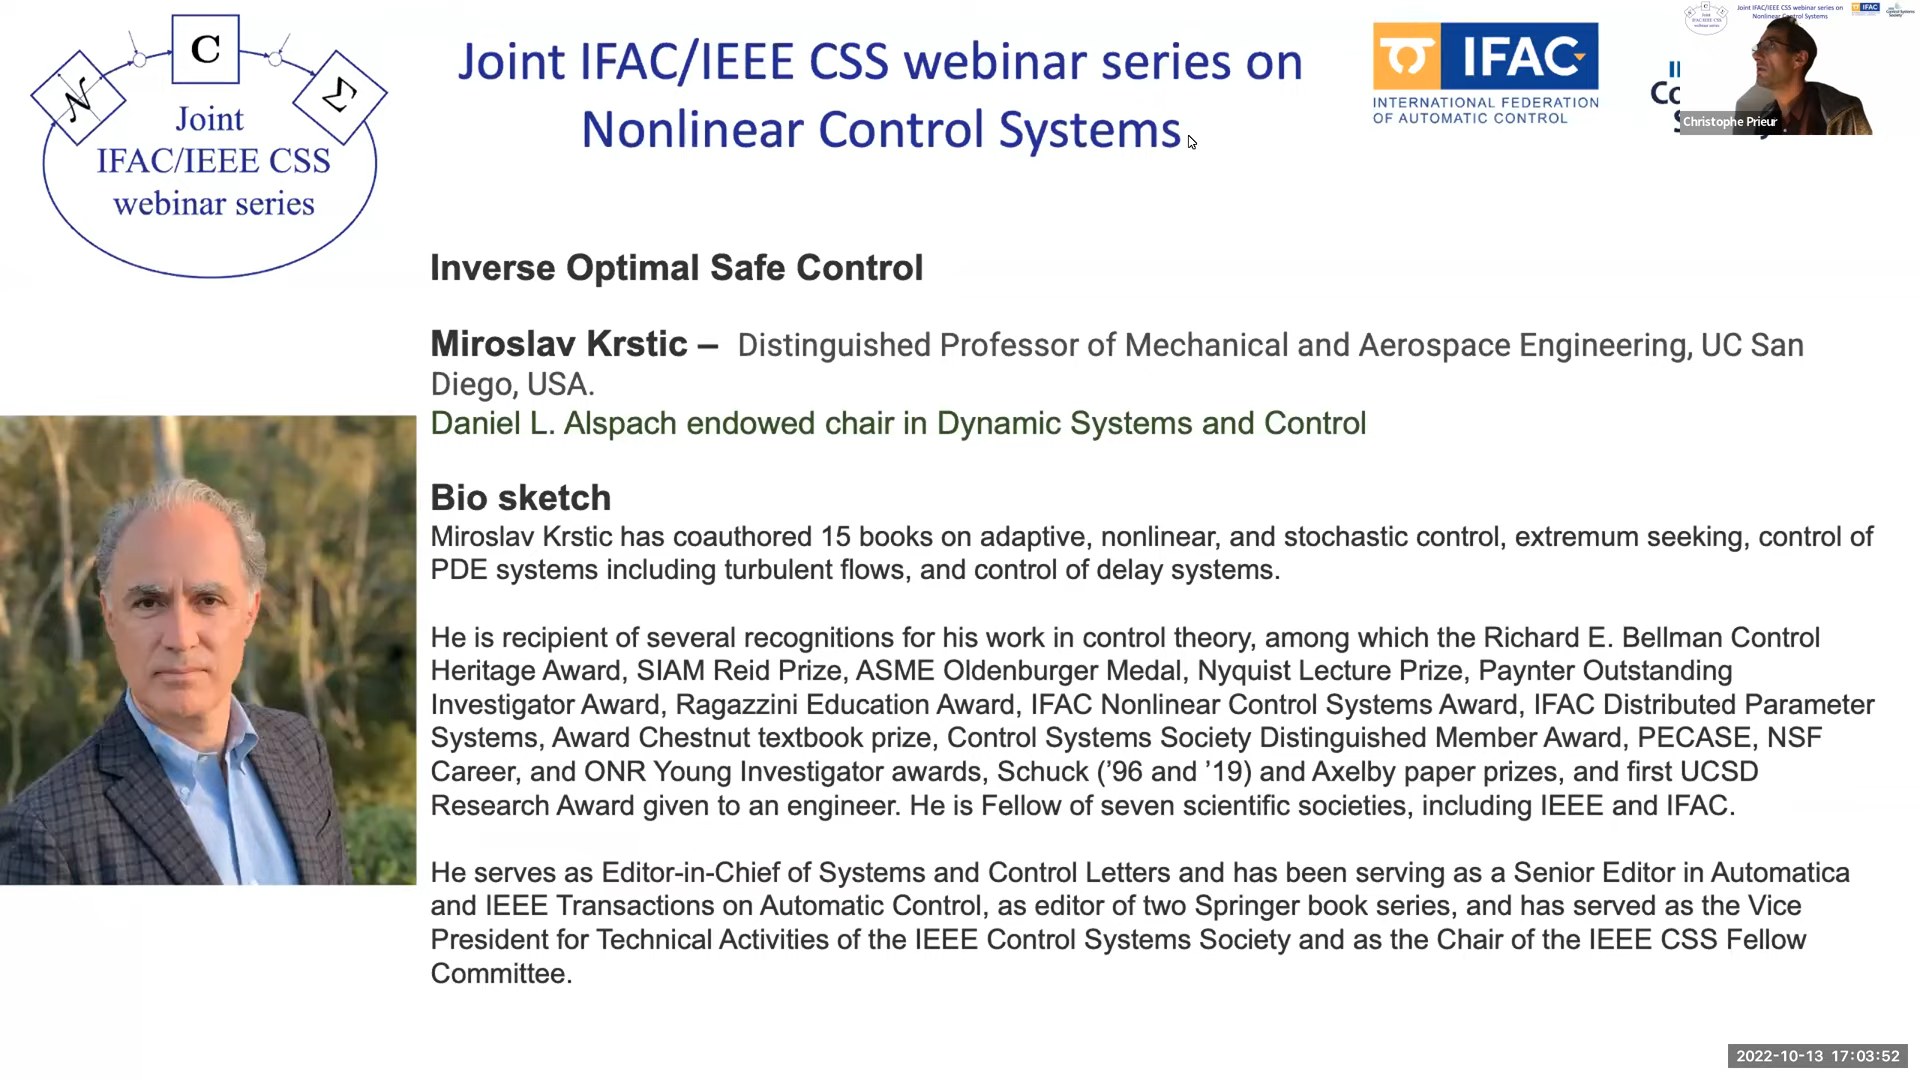 N
C
Σ
Joint
IFAC/IEEE CSS
webinar series
Joint IFAC/IEEE CSS webinar series on
Nonlinear Control Systems
IFAC
INTERNATIONAL FEDERATION
OF AUTOMATIC CONTROL
Joint IFAC/IEEE CSS webinar series on
Nonlinear Control Systems
Christophe Prieur
Inverse Optimal Safe Control
Miroslav Krstic – Distinguished Professor of Mechanical and Aerospace Engineering, UC San
Diego, USA.
Daniel L. Alspach endowed chair in Dynamic Systems and Control
Bio sketch
Miroslav Krstic has coauthored 15 books on adaptive, nonlinear, and stochastic control, extremum seeking, control of
PDE systems including turbulent flows, and control of delay systems.
He is recipient of several recognitions for his work in control theory, among which the Richard E. Bellman Control
Heritage Award, SIAM Reid Prize, ASME Oldenburger Medal, Nyquist Lecture Prize, Paynter Outstanding
Investigator Award, Ragazzini Education Award, IFAC Nonlinear Control Systems Award, IFAC Distributed Parameter
Systems, Award Chestnut textbook prize, Control Systems Society Distinguished Member Award, PECASE, NSF
Career, and ONR Young Investigator awards, Schuck (’96 and ’19) and Axelby paper prizes, and first UCSD
Research Award given to an engineer. He is Fellow of seven scientific societies, including IEEE and IFAC.
He serves as Editor-in-Chief of Systems and Control Letters and has been serving as a Senior Editor in Automatica
and IEEE Transactions on Automatic Control, as editor of two Springer book series, and has served as the Vice
President for Technical Activities of the IEEE Control Systems Society and as the Chair of the IEEE CSS Fellow
Committee.
2022-10-13 17:03:52